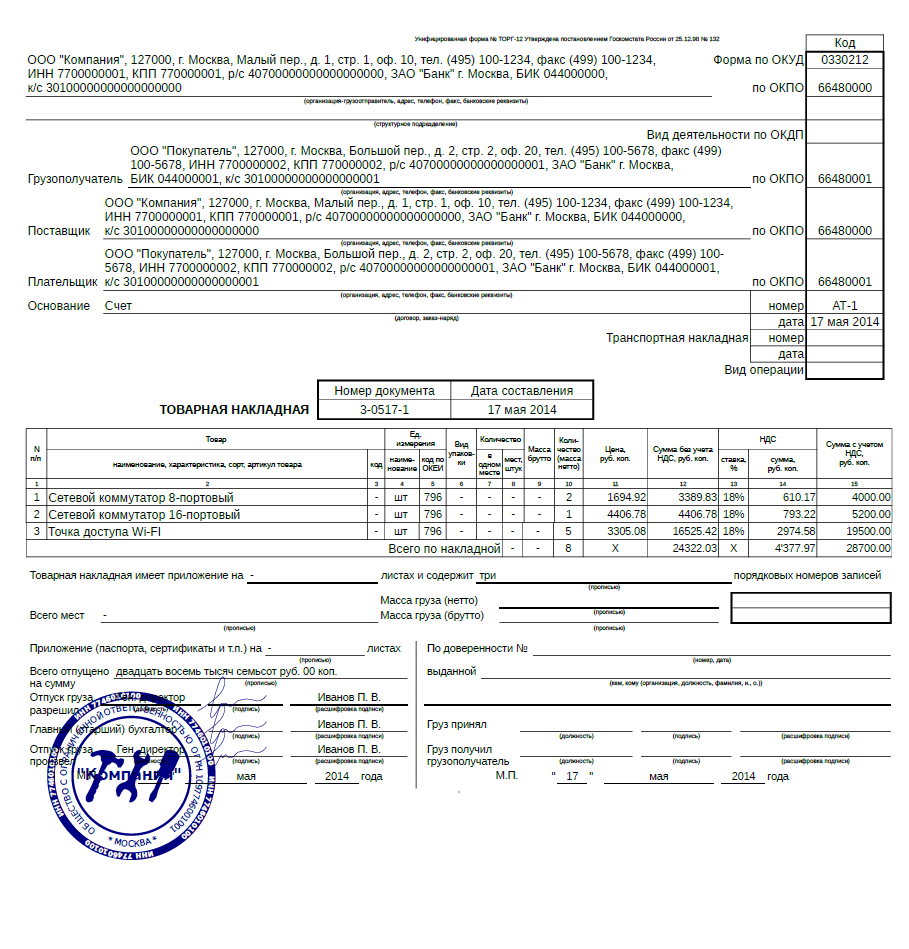 Унифицированная форма № ТОРГ-12 Утверждена постановлением Госкомстата России от 25.12.98 № 132
Код
ООО "Компания", 127000, г. Москва, Малый пер., д. 1, стр. 1, оф. 10, тел. (495) 100-1234, факс (499) 100-1234, Форма по ОКУД 0330212
ИНН 7700000001, КПП 770000001, р/с 40700000000000000000, ЗАО "Банк" г. Москва, БИК 044000000,
к/с 30100000000000000000 по ОКПО 66480000
(организация-грузоотправитель, адрес, телефон, факс, банковские реквизиты)
(структурное подразделение)
Вид деятельности по ОКДП
ООО "Покупатель", 127000, г. Москва, Большой пер., д. 2, стр. 2, оф. 20, тел. (495) 100-5678, факс (499)
100-5678, ИНН 7700000002, КПП 770000002, р/с 40700000000000000001, ЗАО "Банк" г. Москва,
Грузополучатель БИК 044000001, к/с 30100000000000000001 по ОКПО 66480001
(организация, адрес, телефон, факс, банковские реквизиты)
ООО "Компания", 127000, г. Москва, Малый пер., д. 1, стр. 1, оф. 10, тел. (495) 100-1234, факс (499) 100-1234,
ИНН 7700000001, КПП 770000001, р/с 40700000000000000000, ЗАО "Банк" г. Москва, БИК 044000000,
Поставщик к/с 30100000000000000000 по ОКПО 66480000
(организация, адрес, телефон, факс, банковские реквизиты)
ООО "Покупатель", 127000, г. Москва, Большой пер., д. 2, стр. 2, оф. 20, тел. (495) 100-5678, факс (499) 100-
5678, ИНН 7700000002, КПП 770000002, р/с 40700000000000000001, ЗАО "Банк" г. Москва, БИК 044000001,
Плательщик к/с 30100000000000000001 по ОКПО 66480001
(организация, адрес, телефон, факс, банковские реквизиты)
Основание Счет номер АТ-1
(договор, заказ-наряд)
дата 17 мая 2014
Транспортная накладная номер
дата
Вид операции
Номер документа Дата составления
ТОВАРНАЯ НАКЛАДНАЯ 3-0517-1 17 мая 2014
N п/п Товар Ед. измерения Вид упаков-ки Количество Масса брутто Коли-чество (масса нетто) Цена, руб. коп. Сумма без учета НДС, руб. коп. НДС Сумма с учетом НДС, руб. коп.
наименование, характеристика, сорт, артикул товара код наиме-нование код по ОКЕИ в одном месте мест, штук ставка, % сумма, руб. коп.
1 2 3 4 5 6 7 8 9 10 11 12 13 14 15
1 Сетевой коммутатор 8-портовый - шт 796 - - - - 2 1694.92 3389.83 18% 610.17 4000.00
2 Сетевой коммутатор 16-портовый - шт 796 - - - - 1 4406.78 4406.78 18% 793.22 5200.00
3 Точка доступа Wi-FI - шт 796 - - - - 5 3305.08 16525.42 18% 2974.58 19500.00
Всего по накладной - - 8 X 24322.03 X 4'377.97 28700.00
Товарная накладная имеет приложение на - листах и содержит три порядковых номеров записей
(прописью)
Масса груза (нетто)
(прописью)
Всего мест - Масса груза (брутто)
(прописью) (прописью)
Приложение (паспорта, сертификаты и т.п.) на - листах По доверенности №
(прописью) (номер, дата)
Всего отпущено двадцать восемь тысяч семьсот руб. 00 коп. выданной
на сумму (прописью) (кем, кому (организация, должность, фамилия, и., о.))
Отпуск груза Ген. директор Иванов П. В.
разрешил (должность) (подпись) (расшифровка подписи)
Главный (старший) бухгалтер Иванов П. В. Груз принял
(подпись) (расшифровка подписи) (должность) (подпись) (расшифровка подписи)
Отпуск груза Ген. директор Иванов П. В. Груз получил
произвел (подпись) (расшифровка подписи) грузополучатель (должность) (подпись) (расшифровка подписи)
мая 2014 года М.П. " 17 " мая 2014 года
ОБЩЕСТВО С ОГРАНИЧЕННОЙ ОТВЕТСТВЕННОСТЬЮ ОГРН 1097746001001
ИНН 7746010100 ИНН 7746010100 ИНН 7746010100 ИНН 7746010100
"Компания"
* МОСКВА *